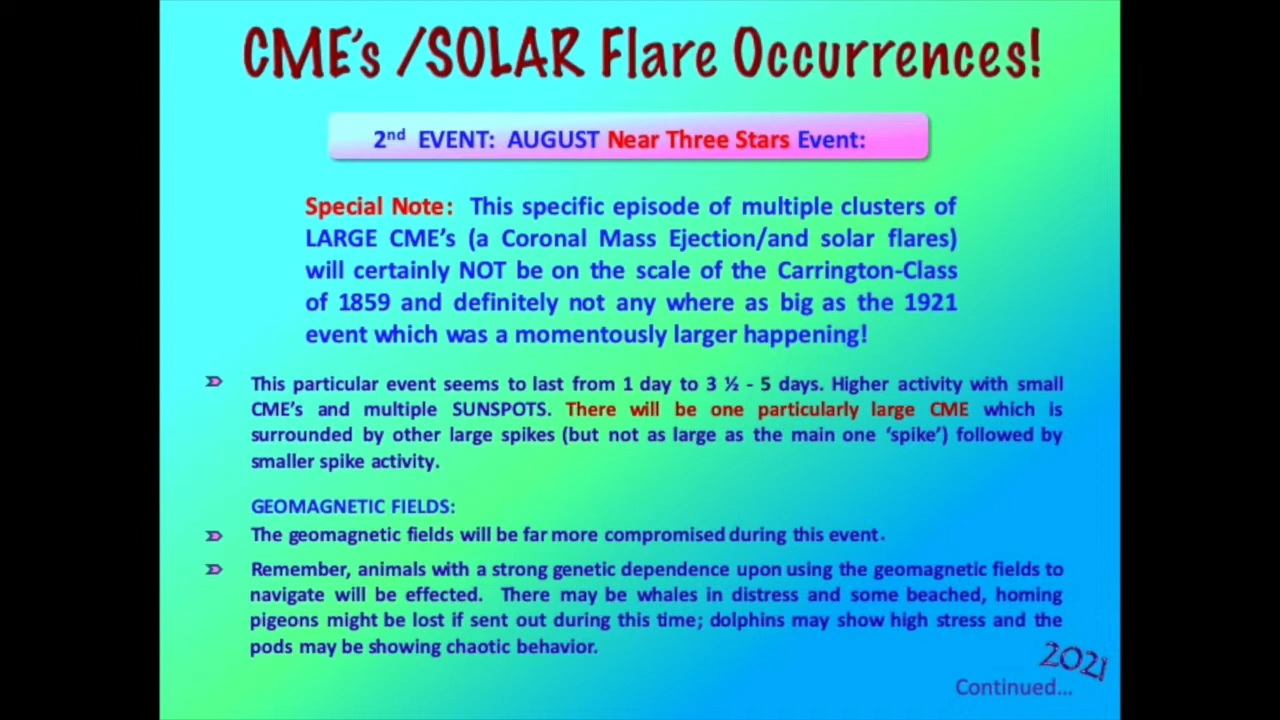 CME's /SOLAR Flare Occurrences!
2nd EVENT: AUGUST Near Three Stars Event:
Special Note: This specific episode of multiple clusters of
LARGE CME's (a Coronal Mass Ejection/and solar flares)
will certainly NOT be on the scale of the Carrington-Class
of 1859 and definitely not any where as big as the 1921
event which was a momentously larger happening!
This particular event seems to last from 1 day to 3 ½ - 5 days. Higher activity with small
CME's and multiple SUNSPOTS. There will be one particularly large CME which is
surrounded by other large spikes (but not as large as the main one 'spike') followed by
smaller spike activity.
GEOMAGNETIC FIELDS:
The geomagnetic fields will be far more compromised during this event.
Remember, animals with a strong genetic dependence upon using the geomagnetic fields to
navigate will be effected. There may be whales in distress and some beached, homing
pigeons might be lost if sent out during this time; dolphins may show high stress and the
pods may be showing chaotic behavior.
2021
Continued...